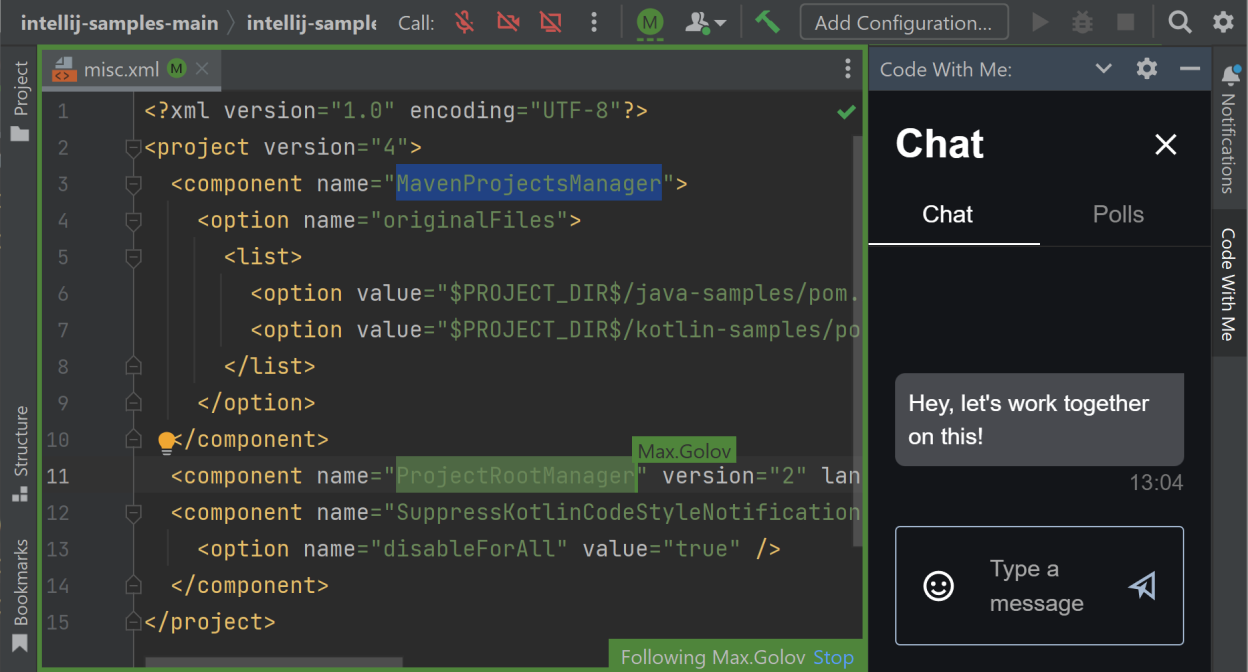 intellij-samples-main
intellij-sample
Call:
M
Add Configuration...
Project
Structure
Bookmarks
misc.xml M
1 <?xml version="1.0" encoding="UTF-8"?>
2 <project version="4">
3 <component name="MavenProjectsManager">
4 <option name="originalFiles">
5 <list>
6 <option value="$PROJECT_DIR$/java-samples/pom.
7 <option value="$PROJECT_DIR$/kotlin-samples/po
8 </list>
9 </option>
10 </component>
Max.Golov
11 <component name="ProjectRootManager" version="2" lan
12 <component name="SuppressKotlinCodeStyleNotification
13 <option name="disableForAll" value="true" />
14 </component>
15 </project>
Following Max.Golov Stop
Code With Me:
Chat
Chat Polls
Hey, let's work together
on this!
13:04
Type a
message
Notifications
Code With Me